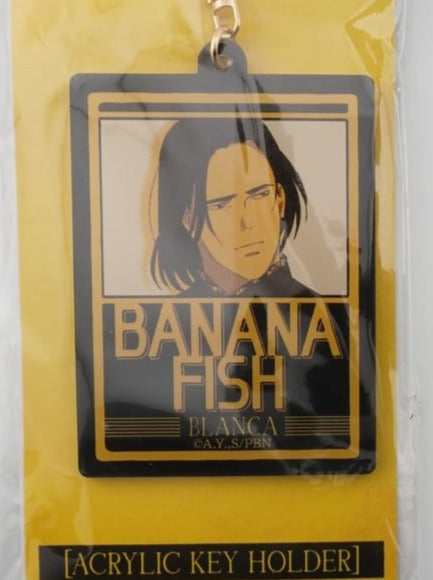 BANANA
FISH
BLANCA
©A.Y.,S/PBN
[ACRYLIC KEY HOLDER]